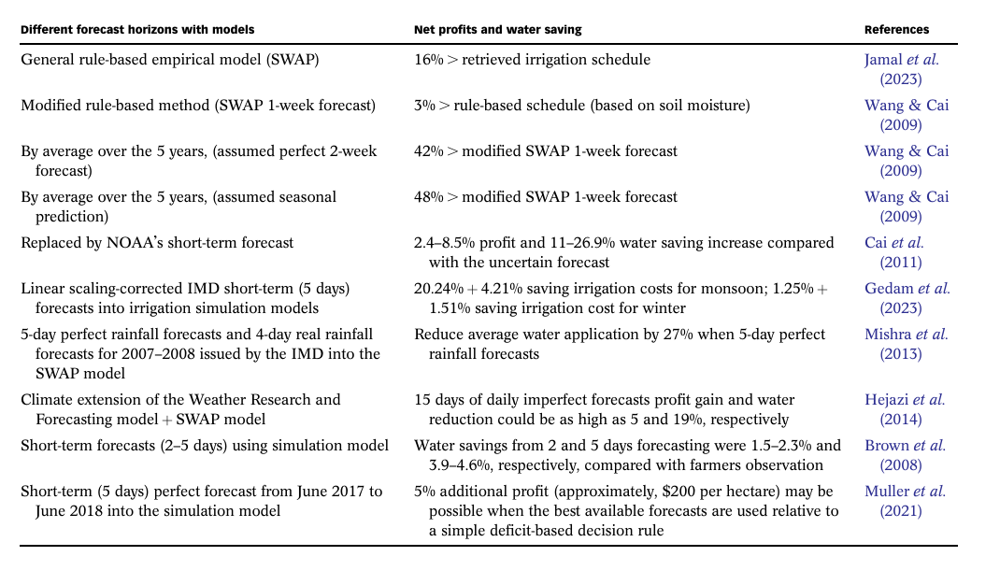 Different forecast horizons with models Net profits and water saving References
General rule-based empirical model (SWAP) 16% > retrieved irrigation schedule Jamal et al.
(2023)
Modified rule-based method (SWAP 1-week forecast) 3% > rule-based schedule (based on soil moisture) Wang & Cai
(2009)
By average over the 5 years, (assumed perfect 2-week 42% > modified SWAP 1-week forecast Wang & Cai
forecast) (2009)
By average over the 5 years, (assumed seasonal 48% > modified SWAP 1-week forecast Wang & Cai
prediction) (2009)
Replaced by NOAA's short-term forecast 2.4–8.5% profit and 11–26.9% water saving increase compared Cai et al.
with the uncertain forecast (2011)
Linear scaling-corrected IMD short-term (5 days) 20.24% + 4.21% saving irrigation costs for monsoon; 1.25% + Gedam et al.
forecasts into irrigation simulation models 1.51% saving irrigation cost for winter (2023)
5-day perfect rainfall forecasts and 4-day real rainfall Reduce average water application by 27% when 5-day perfect Mishra et al.
forecasts for 2007–2008 issued by the IMD into the rainfall forecasts (2013)
SWAP model
Climate extension of the Weather Research and 15 days of daily imperfect forecasts profit gain and water Hejazi et al.
Forecasting model + SWAP model reduction could be as high as 5 and 19%, respectively (2014)
Short-term forecasts (2–5 days) using simulation model Water savings from 2 and 5 days forecasting were 1.5–2.3% and Brown et al.
3.9–4.6%, respectively, compared with farmers observation (2008)
Short-term (5 days) perfect forecast from June 2017 to 5% additional profit (approximately, $200 per hectare) may be Muller et al.
June 2018 into the simulation model possible when the best available forecasts are used relative to (2021)
a simple deficit-based decision rule